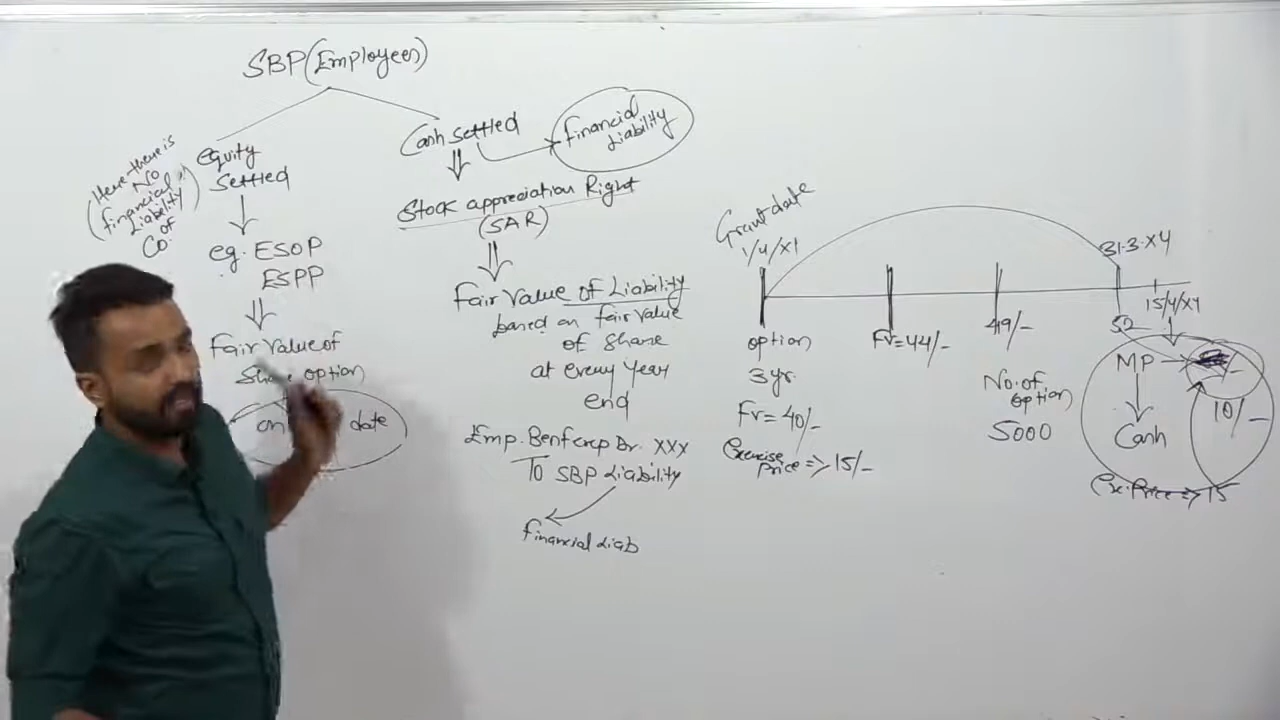 SBP (Employees)
Here there is
No
financial
Liability
of
Co.
equity
Settled
eg. ESOP
ESPP
Fair Value of
Share option
on date
Cash settled
financial
Liability
Stock appreciation Right
(SAR)
Fair Value of Liability
based on fair value
of Share
at every year
end
Emp. Benf Dr. XXX
To SBP Liability
financial Liab
Grant date
1/4/X1
option
3 yr.
FV = 40/-
Exercise
price => 15/-
FV = 44/-
49/-
No. of
option
5000
31.3.X4
52
15/4/X4
MP
10/-
Cash
Ex. Price => 15